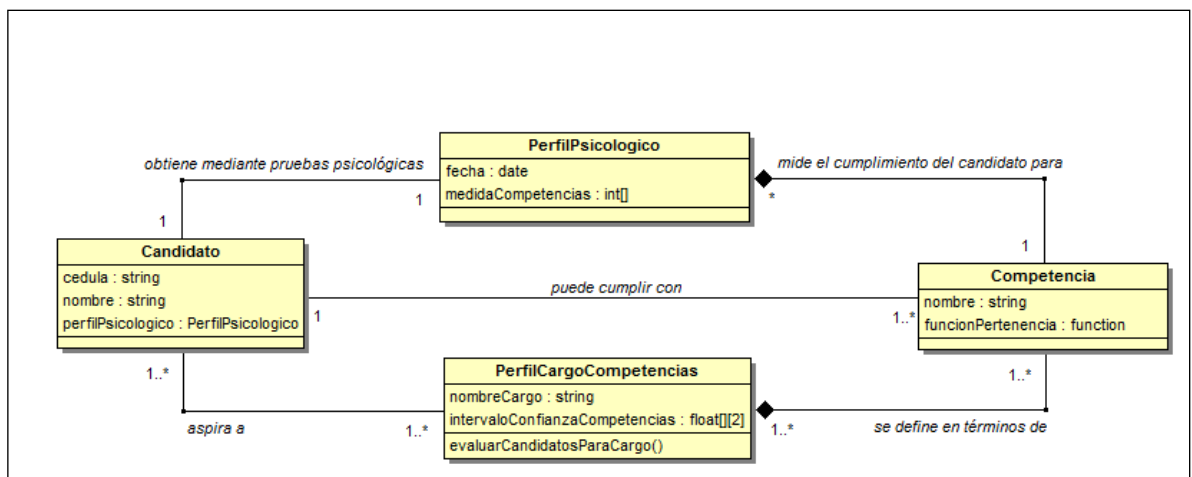 PerfilPsicologico
obtiene mediante pruebas psicológicas
mide el cumplimiento del candidato para
fecha : date
medidaCompetencias : int[]
1
*
1
1
Candidato
cedula : string
nombre : string
perfilPsicologico : PerfilPsicologico
puede cumplir con
1
1..*
Competencia
nombre : string
funcionPertenencia : function
1..*
1..*
PerfilCargoCompetencias
nombreCargo : string
intervaloConfianzaCompetencias : float[][2]
evaluarCandidatosParaCargo()
aspira a
1..*
1..*
se define en términos de